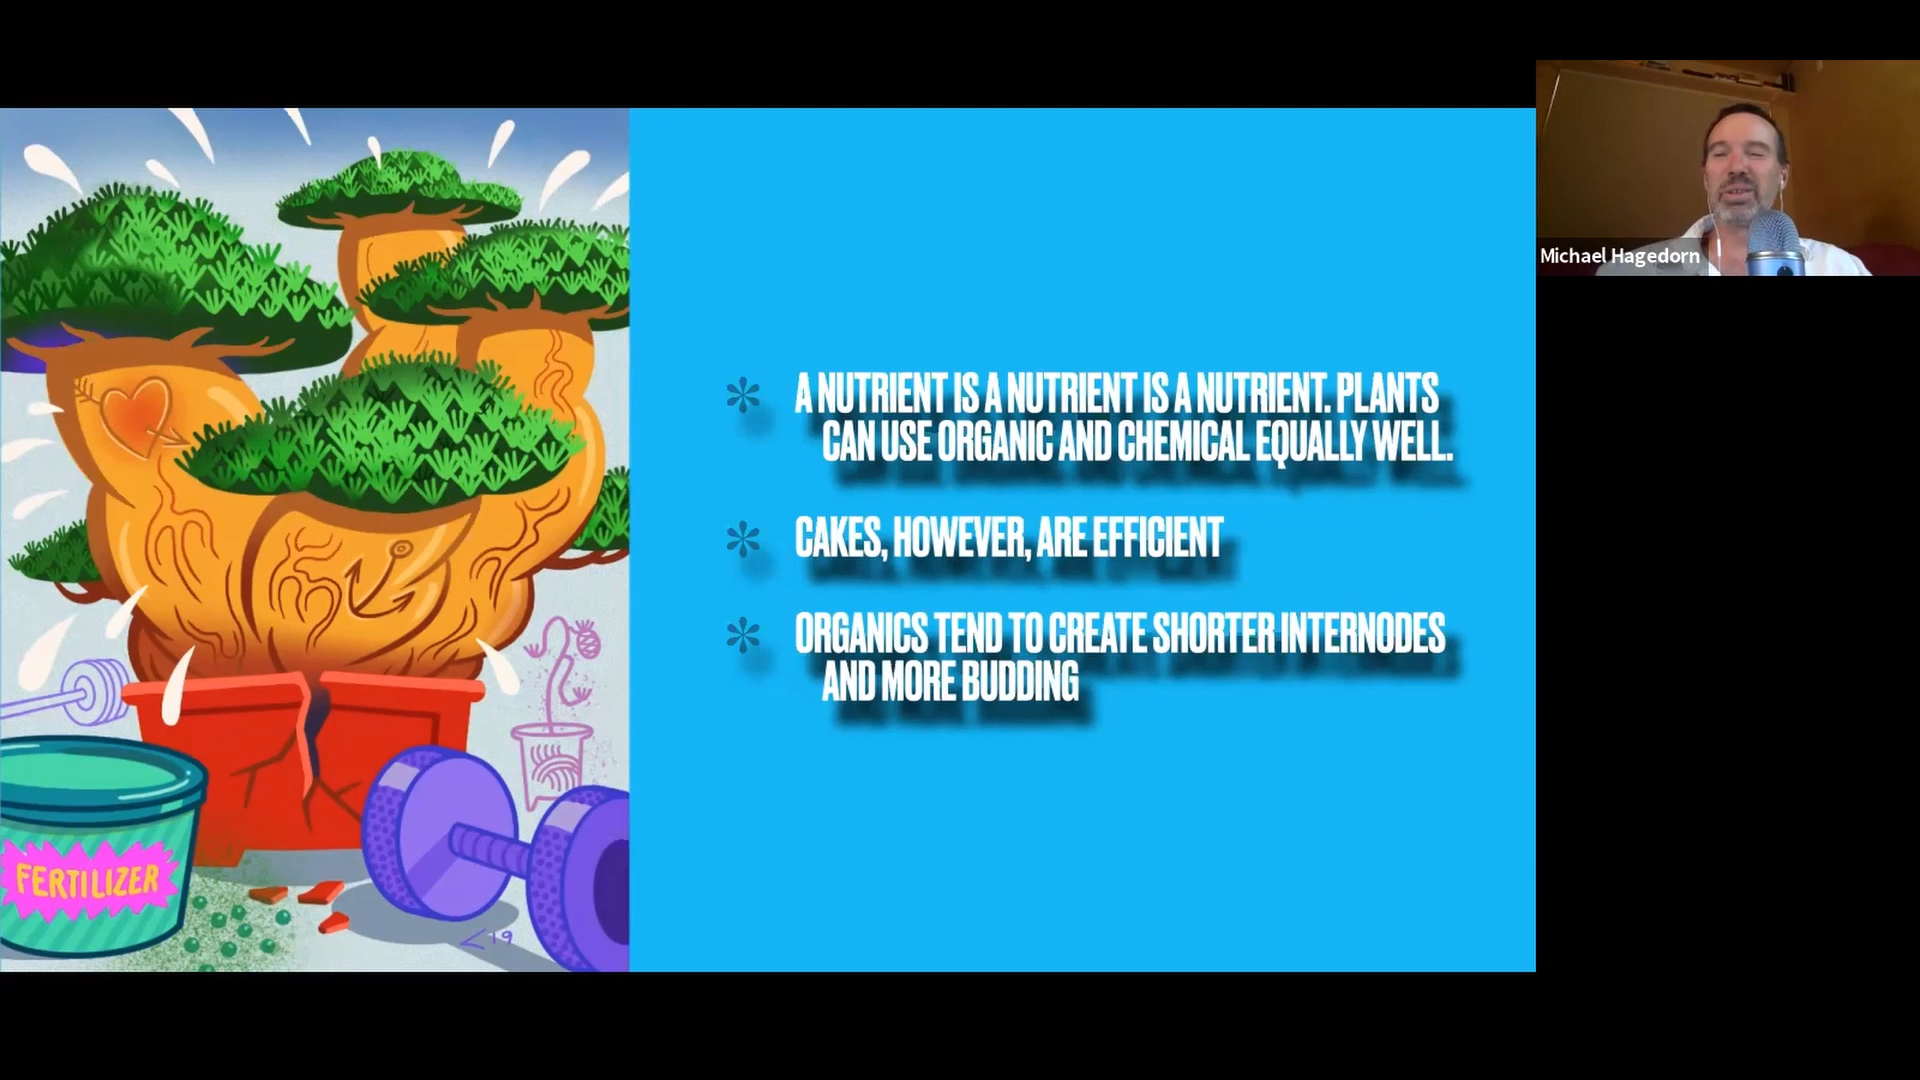 A NUTRIENT IS A NUTRIENT IS A NUTRIENT. PLANTS
CAN USE ORGANIC AND CHEMICAL EQUALLY WELL.
CAKES, HOWEVER, ARE EFFICIENT
ORGANICS TEND TO CREATE SHORTER INTERNODES
AND MORE BUDDING
FERTILIZER
Michael Hagedorn